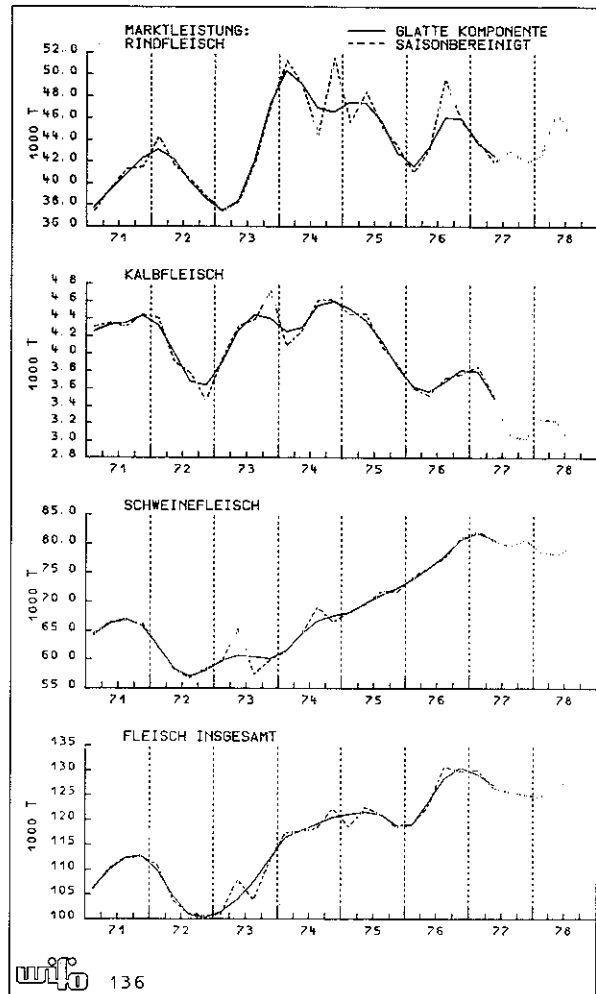 MARKTLEISTUNG: GLATTE KOMPONENTE
RINDFLEISCH SAISONBEREINIGT
52.0
50.0
48.0
46.0
44.0
42.0
40.0
38.0
36.0
1000 T
71 72 73 74 75 76 77 78
KALBFLEISCH
4.8
4.6
4.4
4.2
4.0
3.8
3.6
3.4
3.2
3.0
2.8
1000 T
71 72 73 74 75 76 77 78
SCHWEINEFLEISCH
85.0
80.0
75.0
70.0
65.0
60.0
55.0
1000 T
71 72 73 74 75 76 77 78
FLEISCH INSGESAMT
135
130
125
120
115
110
105
100
1000 T
71 72 73 74 75 76 77 78
wifo 136